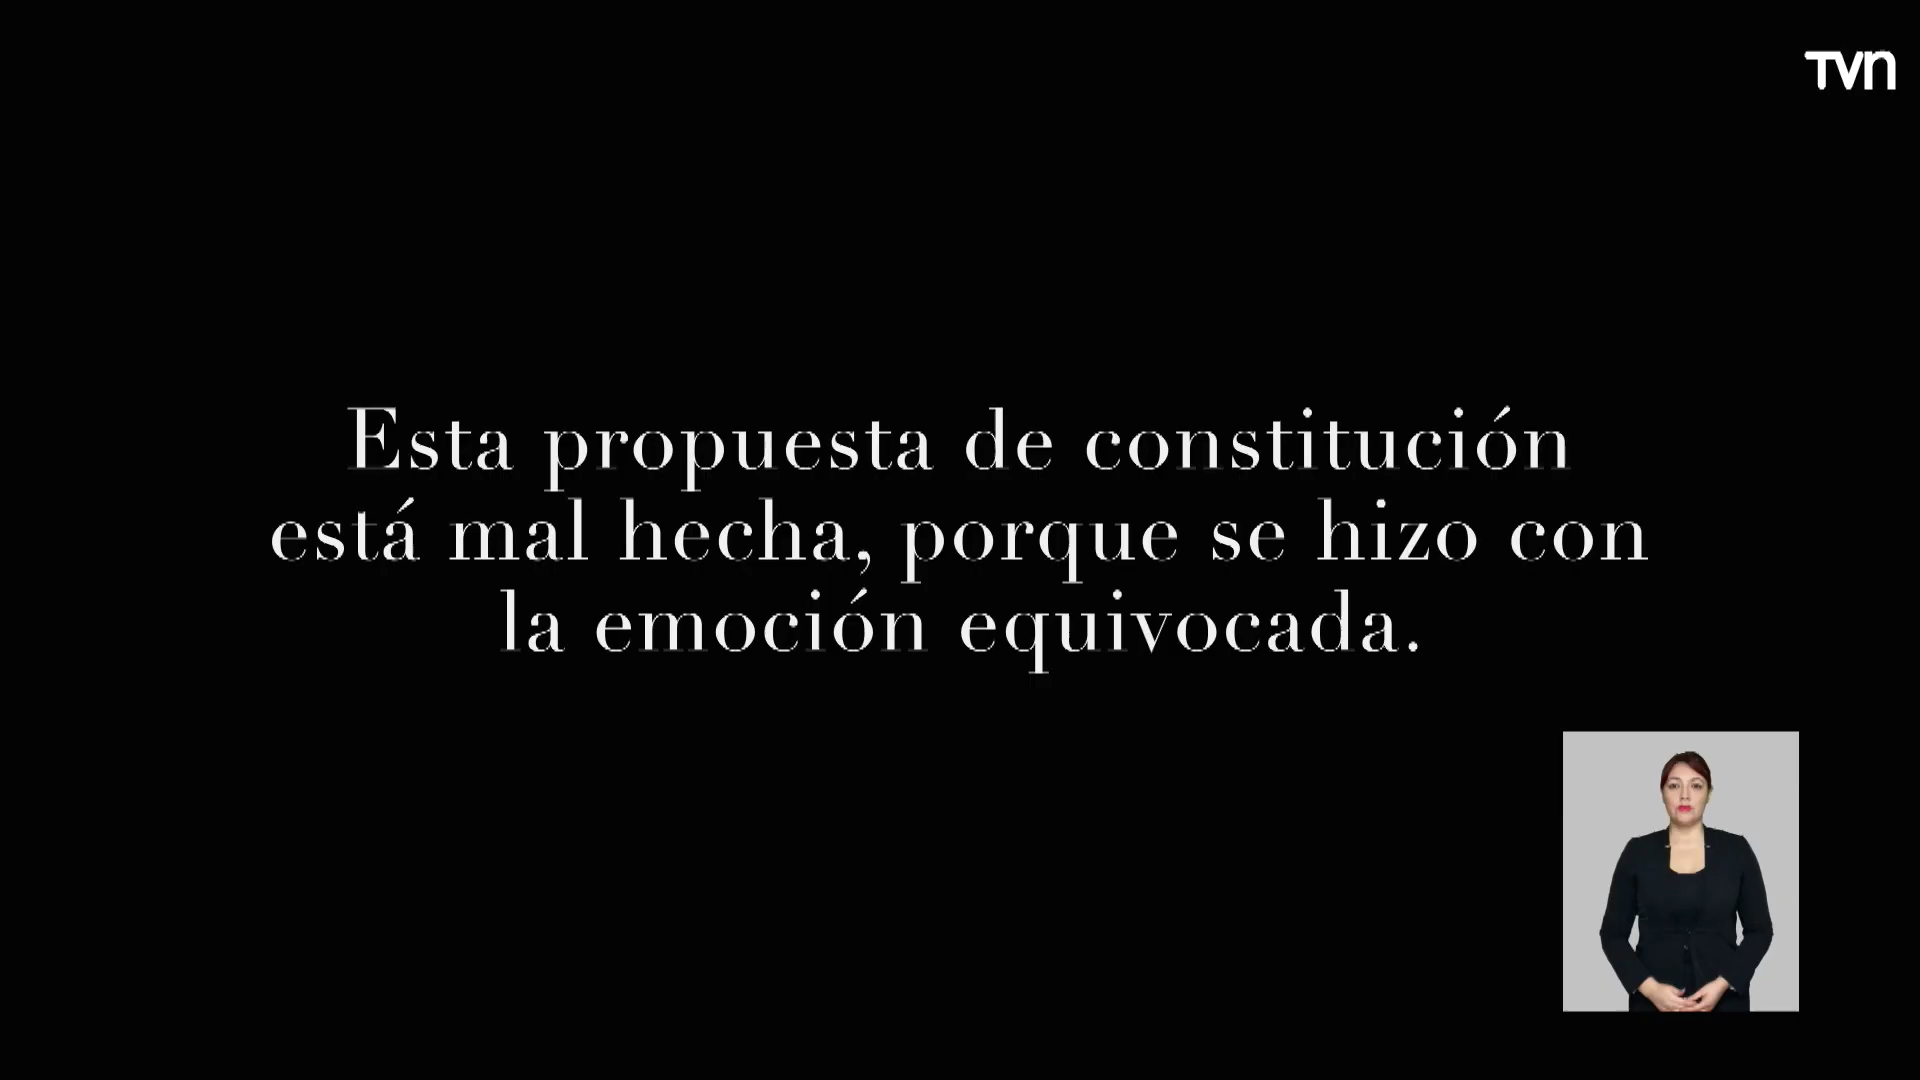 TVN
Esta propuesta de constitución
está mal hecha, porque se hizo con
la emoción equivocada.